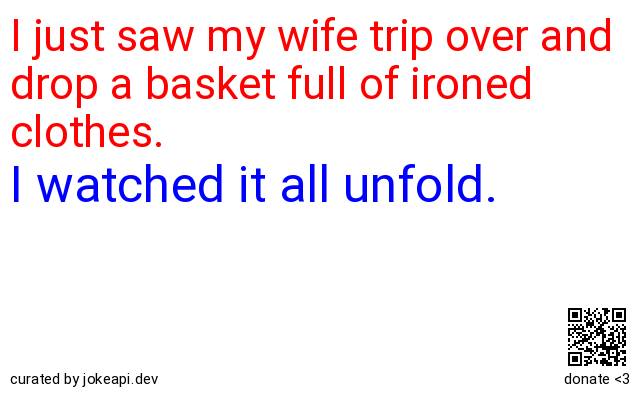 I just saw my wife trip over and
drop a basket full of ironed
clothes.
I watched it all unfold.
curated by jokeapi.dev
donate <3